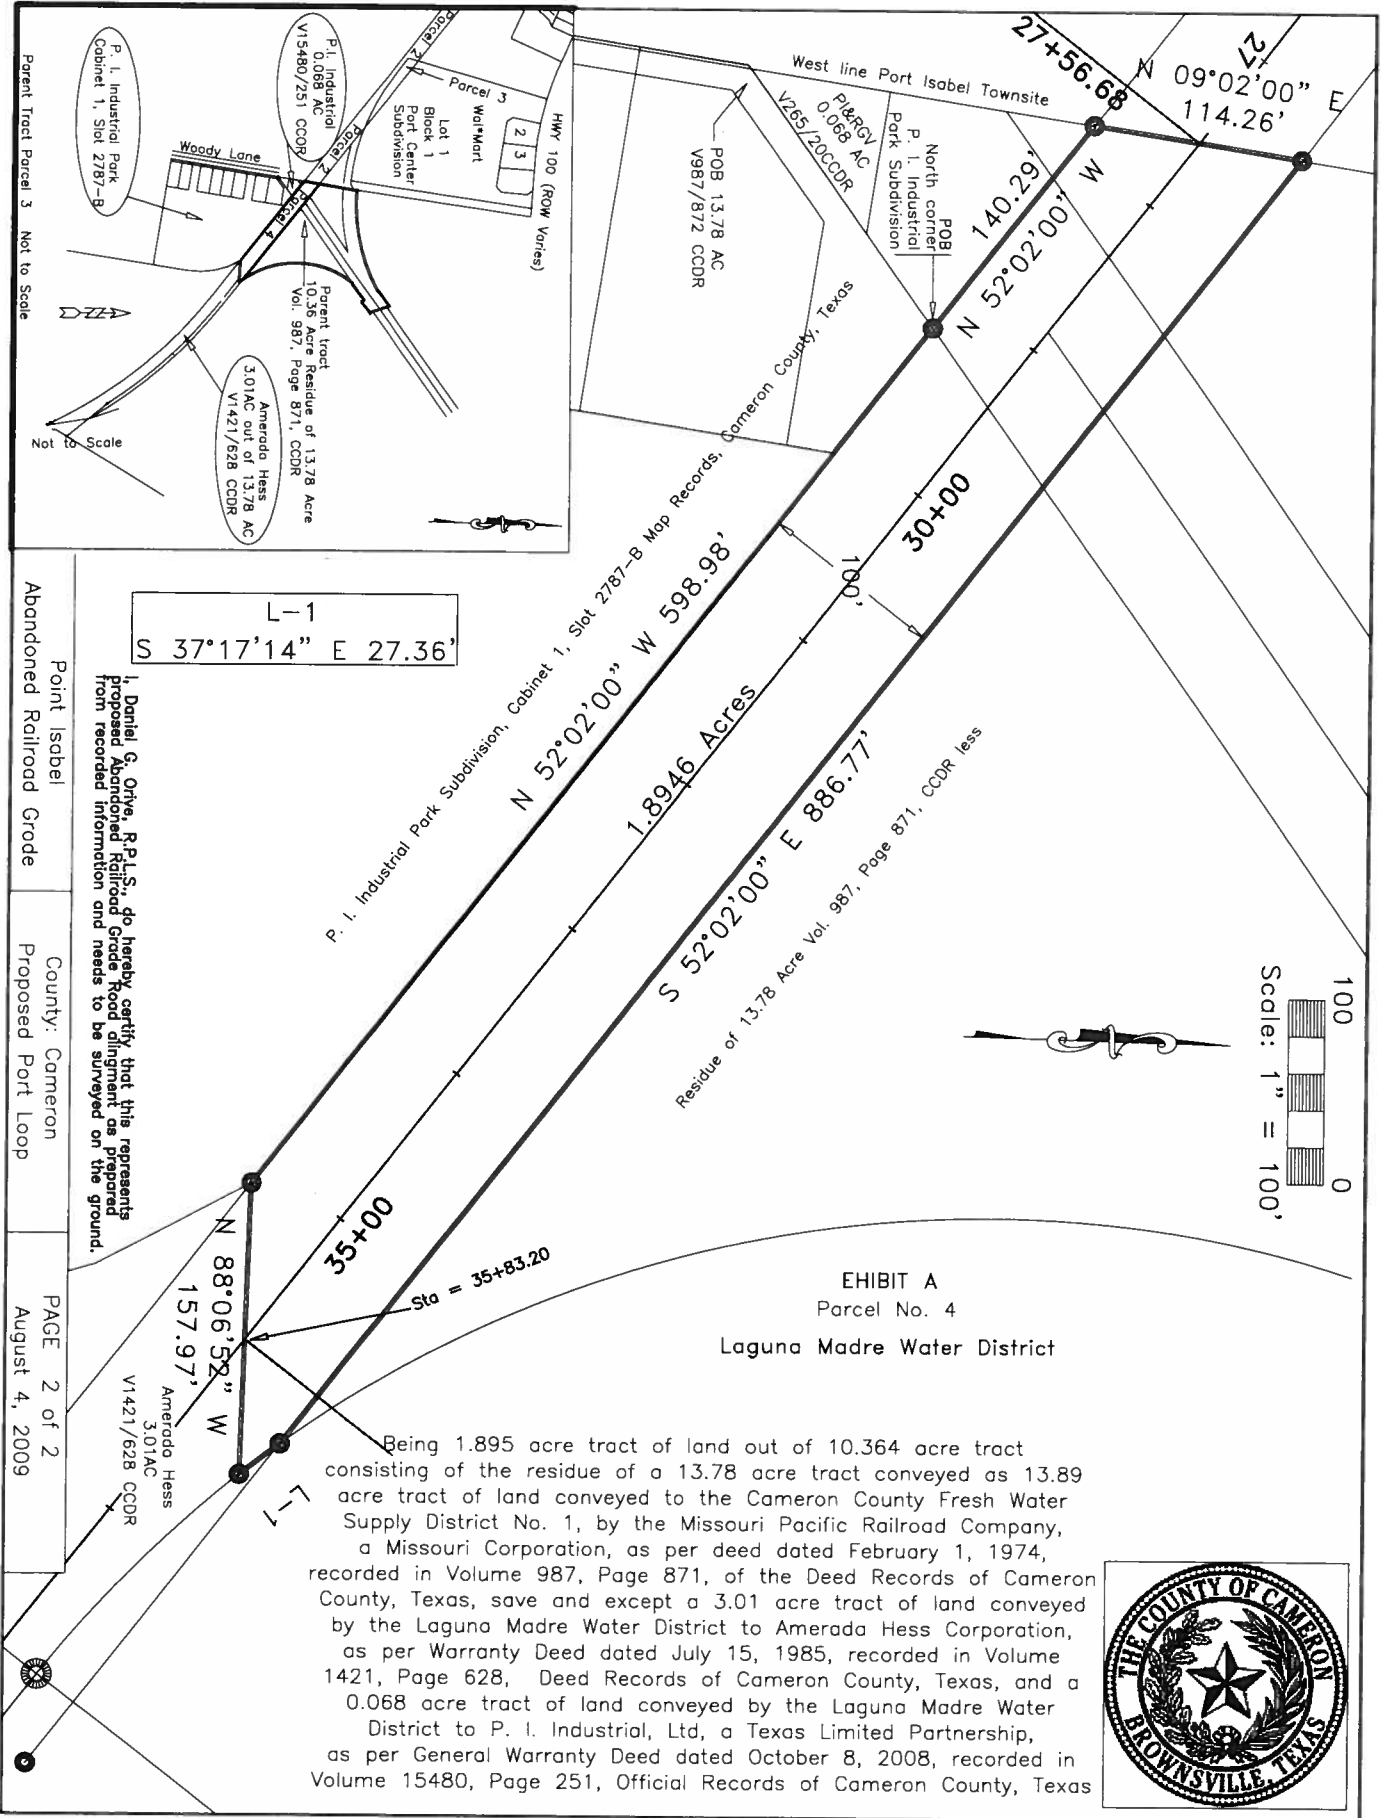 27+56.68
27
N 09°02'00" E
114.26'
West line Port Isabel Townsite
PI&RGV
0.068 AC
V265/20CCDR
POB
North corner
P. I. Industrial
Park Subdivision
POB 13.78 AC
V987/872 CCDR
140.29'
N 52°02'00" W
HWY 100 (ROW Varies)
2 3
Wal*Mart
Lot 1
Block 1
Port Center
Subdivision
Parcel 3
Parcel 2
Parcel 2
Parcel 4
P.I. Industrial
0.068 AC
V15480/251 CCOR
Woody Lane
P. I. Industrial Park
Cabinet 1, Slot 2787-B
Parent tract
10.36 Acre Residue of 13.78 Acre
Vol. 987, Page 871, CCDR
Amerada Hess
3.01AC out of 13.78 AC
V1421/628 CCDR
Not to Scale
Parent Tract Parcel 3 Not to Scale
P. I. Industrial Park Subdivision, Cabinet 1, Slot 2787-B Map Records, Cameron County, Texas
N 52°02'00" W 598.98'
30+00
100'
1.8946 Acres
S 52°02'00" E 886.77'
Residue of 13.78 Acre Vol. 987, Page 871, CCDR less
100 0
Scale: 1" = 100'
L-1
S 37°17'14" E 27.36'
I, Daniel G. Orive, R.P.L.S., do hereby certify that this represents
proposed Abandoned Railroad Grade Road alingment as prepared
from recorded information and needs to be surveyed on the ground.
Point Isabel
Abandoned Railroad Grade
County: Cameron
Proposed Port Loop
PAGE 2 of 2
August 4, 2009
35+00
Sta = 35+83.20
N 88°06'52" W
157.97'
L-1
Amerada Hess
3.01AC
V1421/628 CCDR
EHIBIT A
Parcel No. 4
Laguna Madre Water District
Being 1.895 acre tract of land out of 10.364 acre tract
consisting of the residue of a 13.78 acre tract conveyed as 13.89
acre tract of land conveyed to the Cameron County Fresh Water
Supply District No. 1, by the Missouri Pacific Railroad Company,
a Missouri Corporation, as per deed dated February 1, 1974,
recorded in Volume 987, Page 871, of the Deed Records of Cameron
County, Texas, save and except a 3.01 acre tract of land conveyed
by the Laguna Madre Water District to Amerada Hess Corporation,
as per Warranty Deed dated July 15, 1985, recorded in Volume
1421, Page 628, Deed Records of Cameron County, Texas, and a
0.068 acre tract of land conveyed by the Laguna Madre Water
District to P. I. Industrial, Ltd, a Texas Limited Partnership,
as per General Warranty Deed dated October 8, 2008, recorded in
Volume 15480, Page 251, Official Records of Cameron County, Texas
THE COUNTY OF CAMERON
BROWNSVILLE, TEXAS